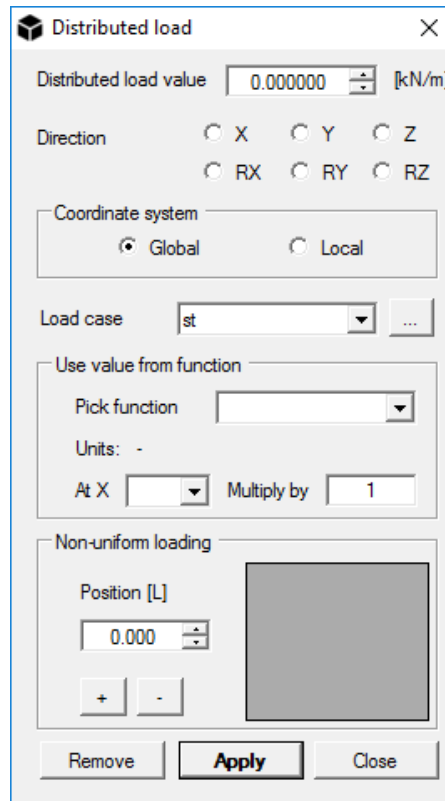 Distributed load
Distributed load value 0.000000 [kN/m]
Direction X Y Z
RX RY RZ
Coordinate system
Global Local
Load case st ...
Use value from function
Pick function
Units: -
At X Multiply by 1
Non-uniform loading
Position [L]
0.000
+ -
Remove Apply Close